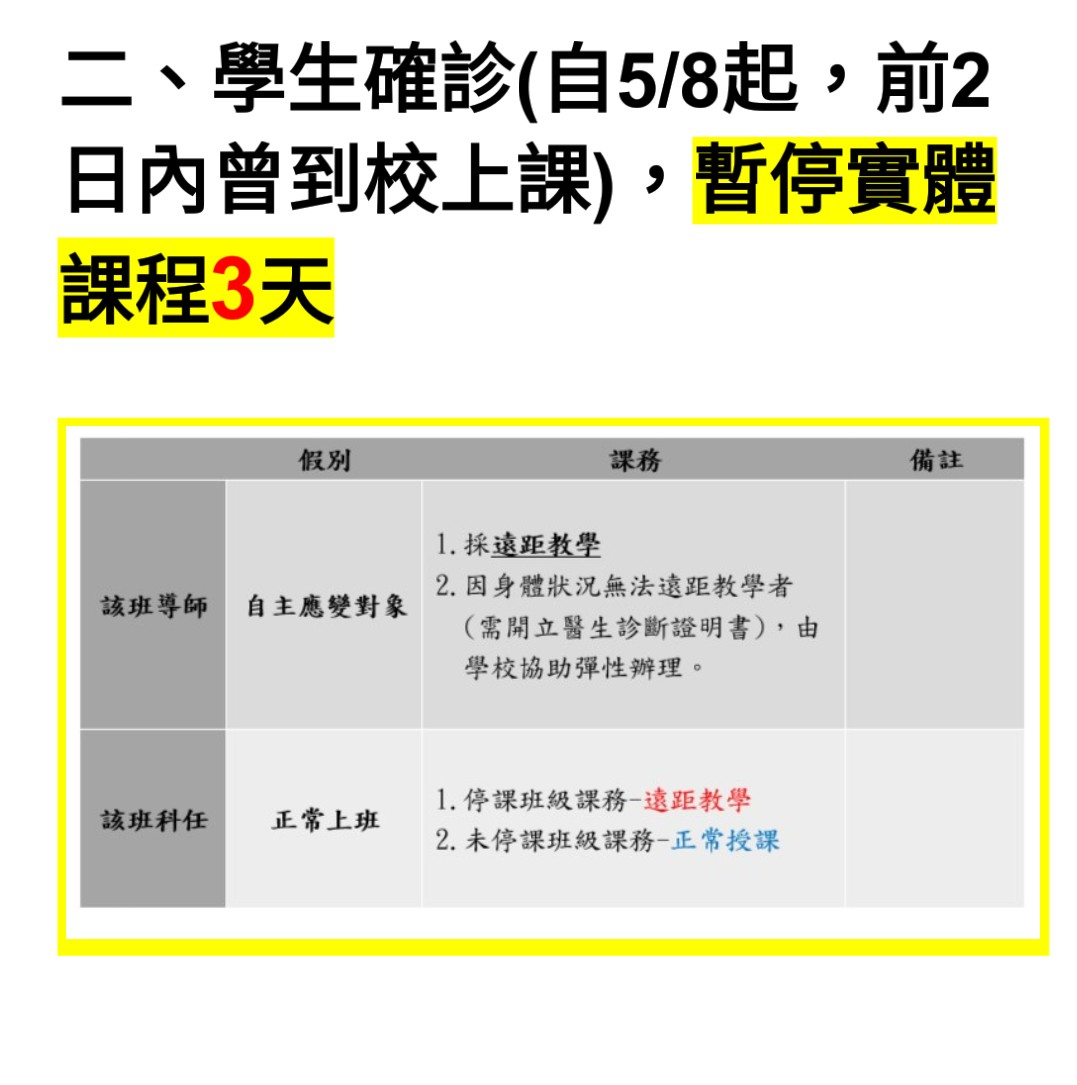 二、學生確診(自5/8起，前2
日內曾到校上課)，暫停實體
課程3天
假別 課務 備註
該班導師 自主應變對象
1. 採遠距教學
2. 因身體狀況無法遠距教學者
(需開立醫生診斷證明書)，由
學校協助彈性辦理。
該班科任 正常上班
1. 停課班級課務-遠距教學
2. 未停課班級課務-正常授課